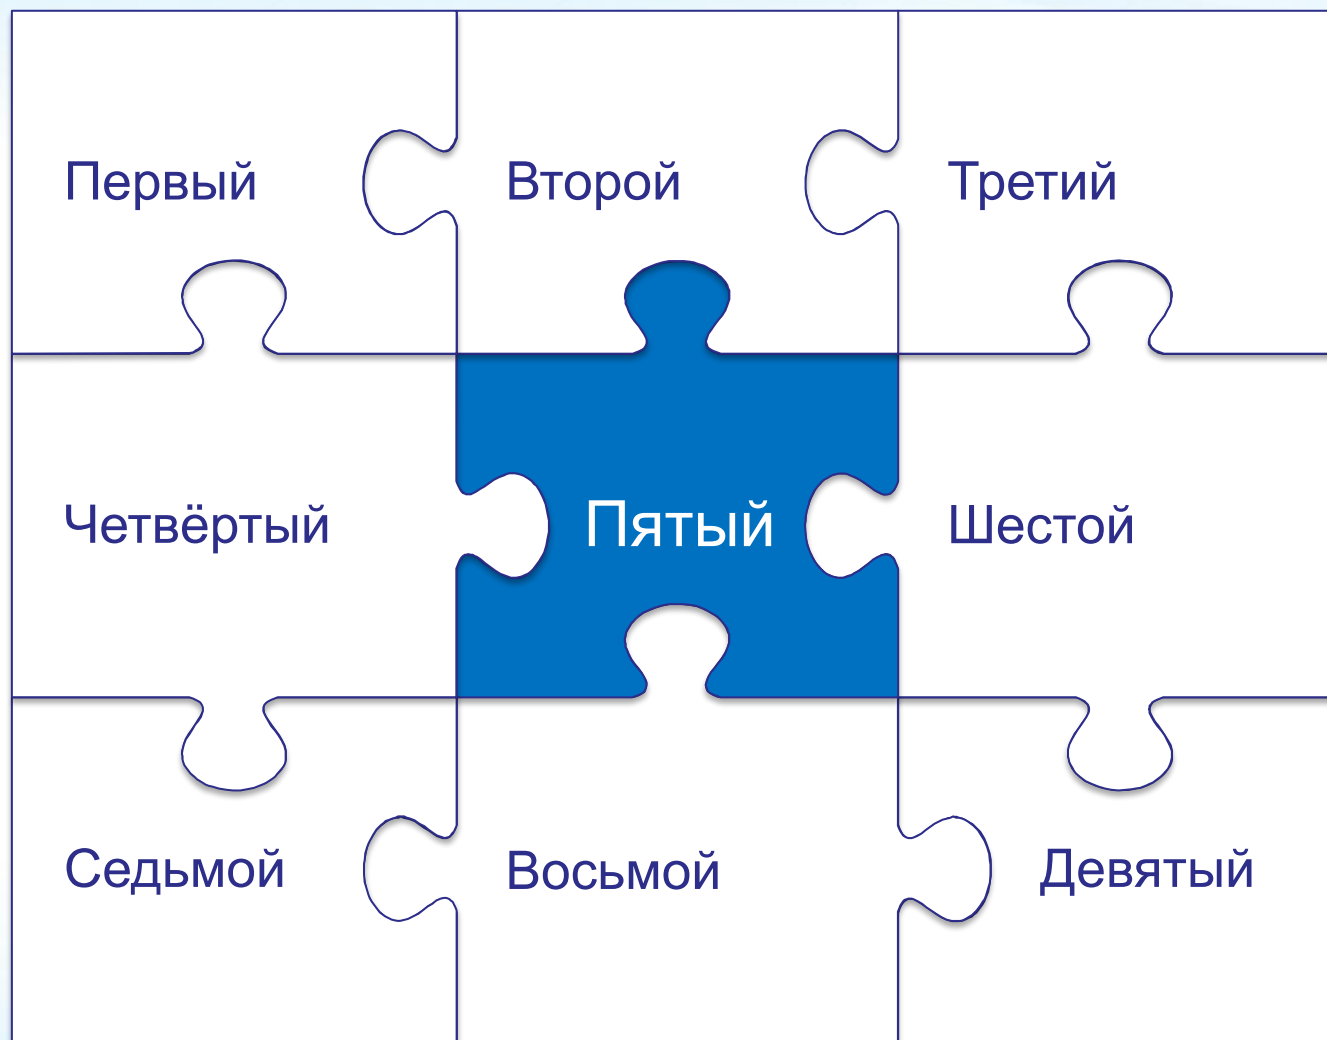 Первый
Второй
Третий
Четвёртый
Пятый
Шестой
Седьмой
Восьмой
Девятый